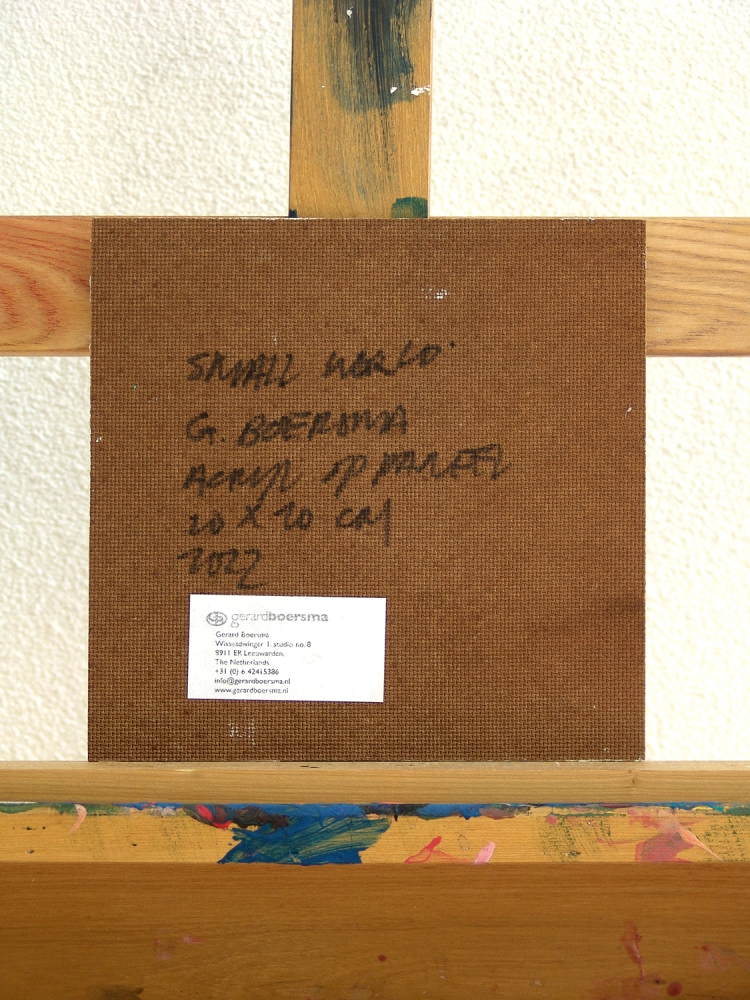 SMALL WORLD.
G. BOERSMA
ACRYL OP PANEEL
20 X 20 CM
2022
gerardboersma
Gerard Boersma
Wissesdwinger 1, studio no. 8
8911 ER Leeuwarden,
The Netherlands
+31 (0) 6 42415386
info@gerardboersma.nl
www.gerardboersma.nl